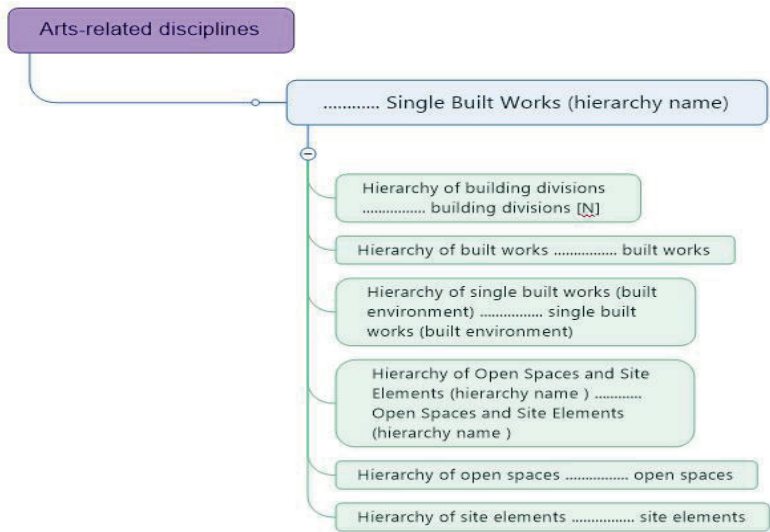 Arts-related disciplines
............ Single Built Works (hierarchy name)
Hierarchy of building divisions
................ building divisions [N]
Hierarchy of built works ................ built works
Hierarchy of single built works (built
environment) ................ single built
works (built environment)
Hierarchy of Open Spaces and Site
Elements (hierarchy name ) ............
Open Spaces and Site Elements
(hierarchy name )
Hierarchy of open spaces ................ open spaces
Hierarchy of site elements ................ site elements